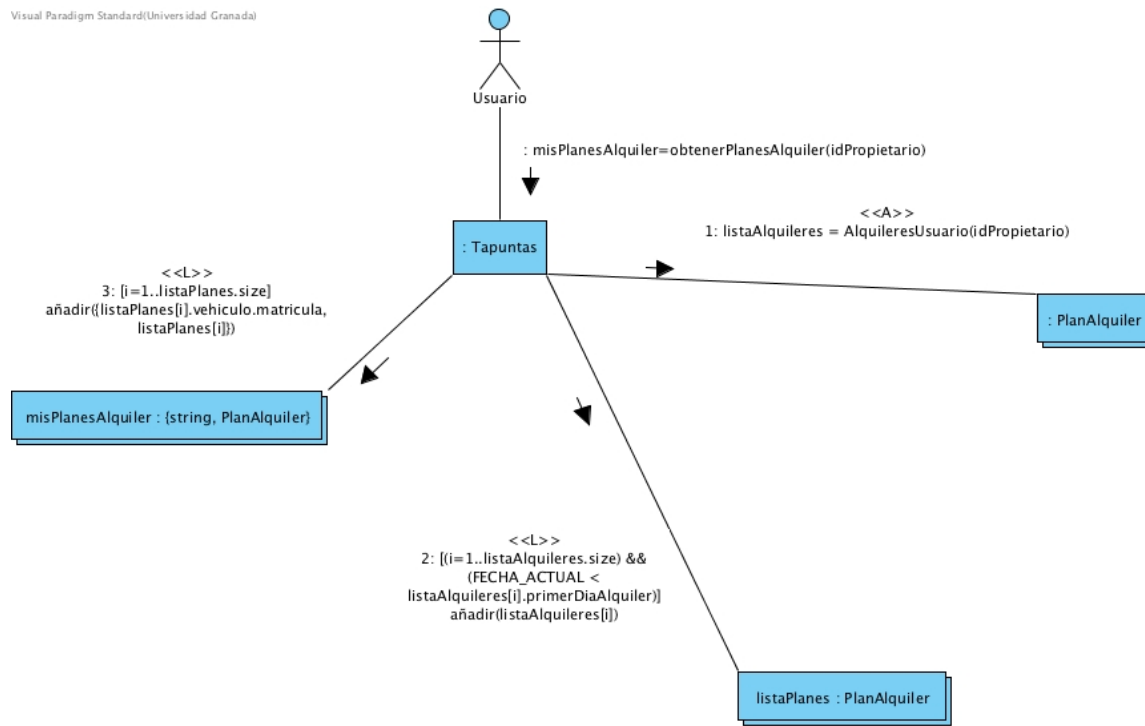 Visual Paradigm Standard(Universidad Granada)
Usuario
: misPlanesAlquiler=obtenerPlanesAlquiler(idPropietario)
<<A>>
1: listaAlquileres = AlquileresUsuario(idPropietario)
: Tapuntas
<<L>>
3: [i=1..listaPlanes.size]
añadir({listaPlanes[i].vehiculo.matricula,
listaPlanes[i]})
: PlanAlquiler
misPlanesAlquiler : {string, PlanAlquiler}
<<L>>
2: [(i=1..listaAlquileres.size) &&
(FECHA_ACTUAL <
listaAlquileres[i].primerDiaAlquiler)]
añadir(listaAlquileres[i])
listaPlanes : PlanAlquiler